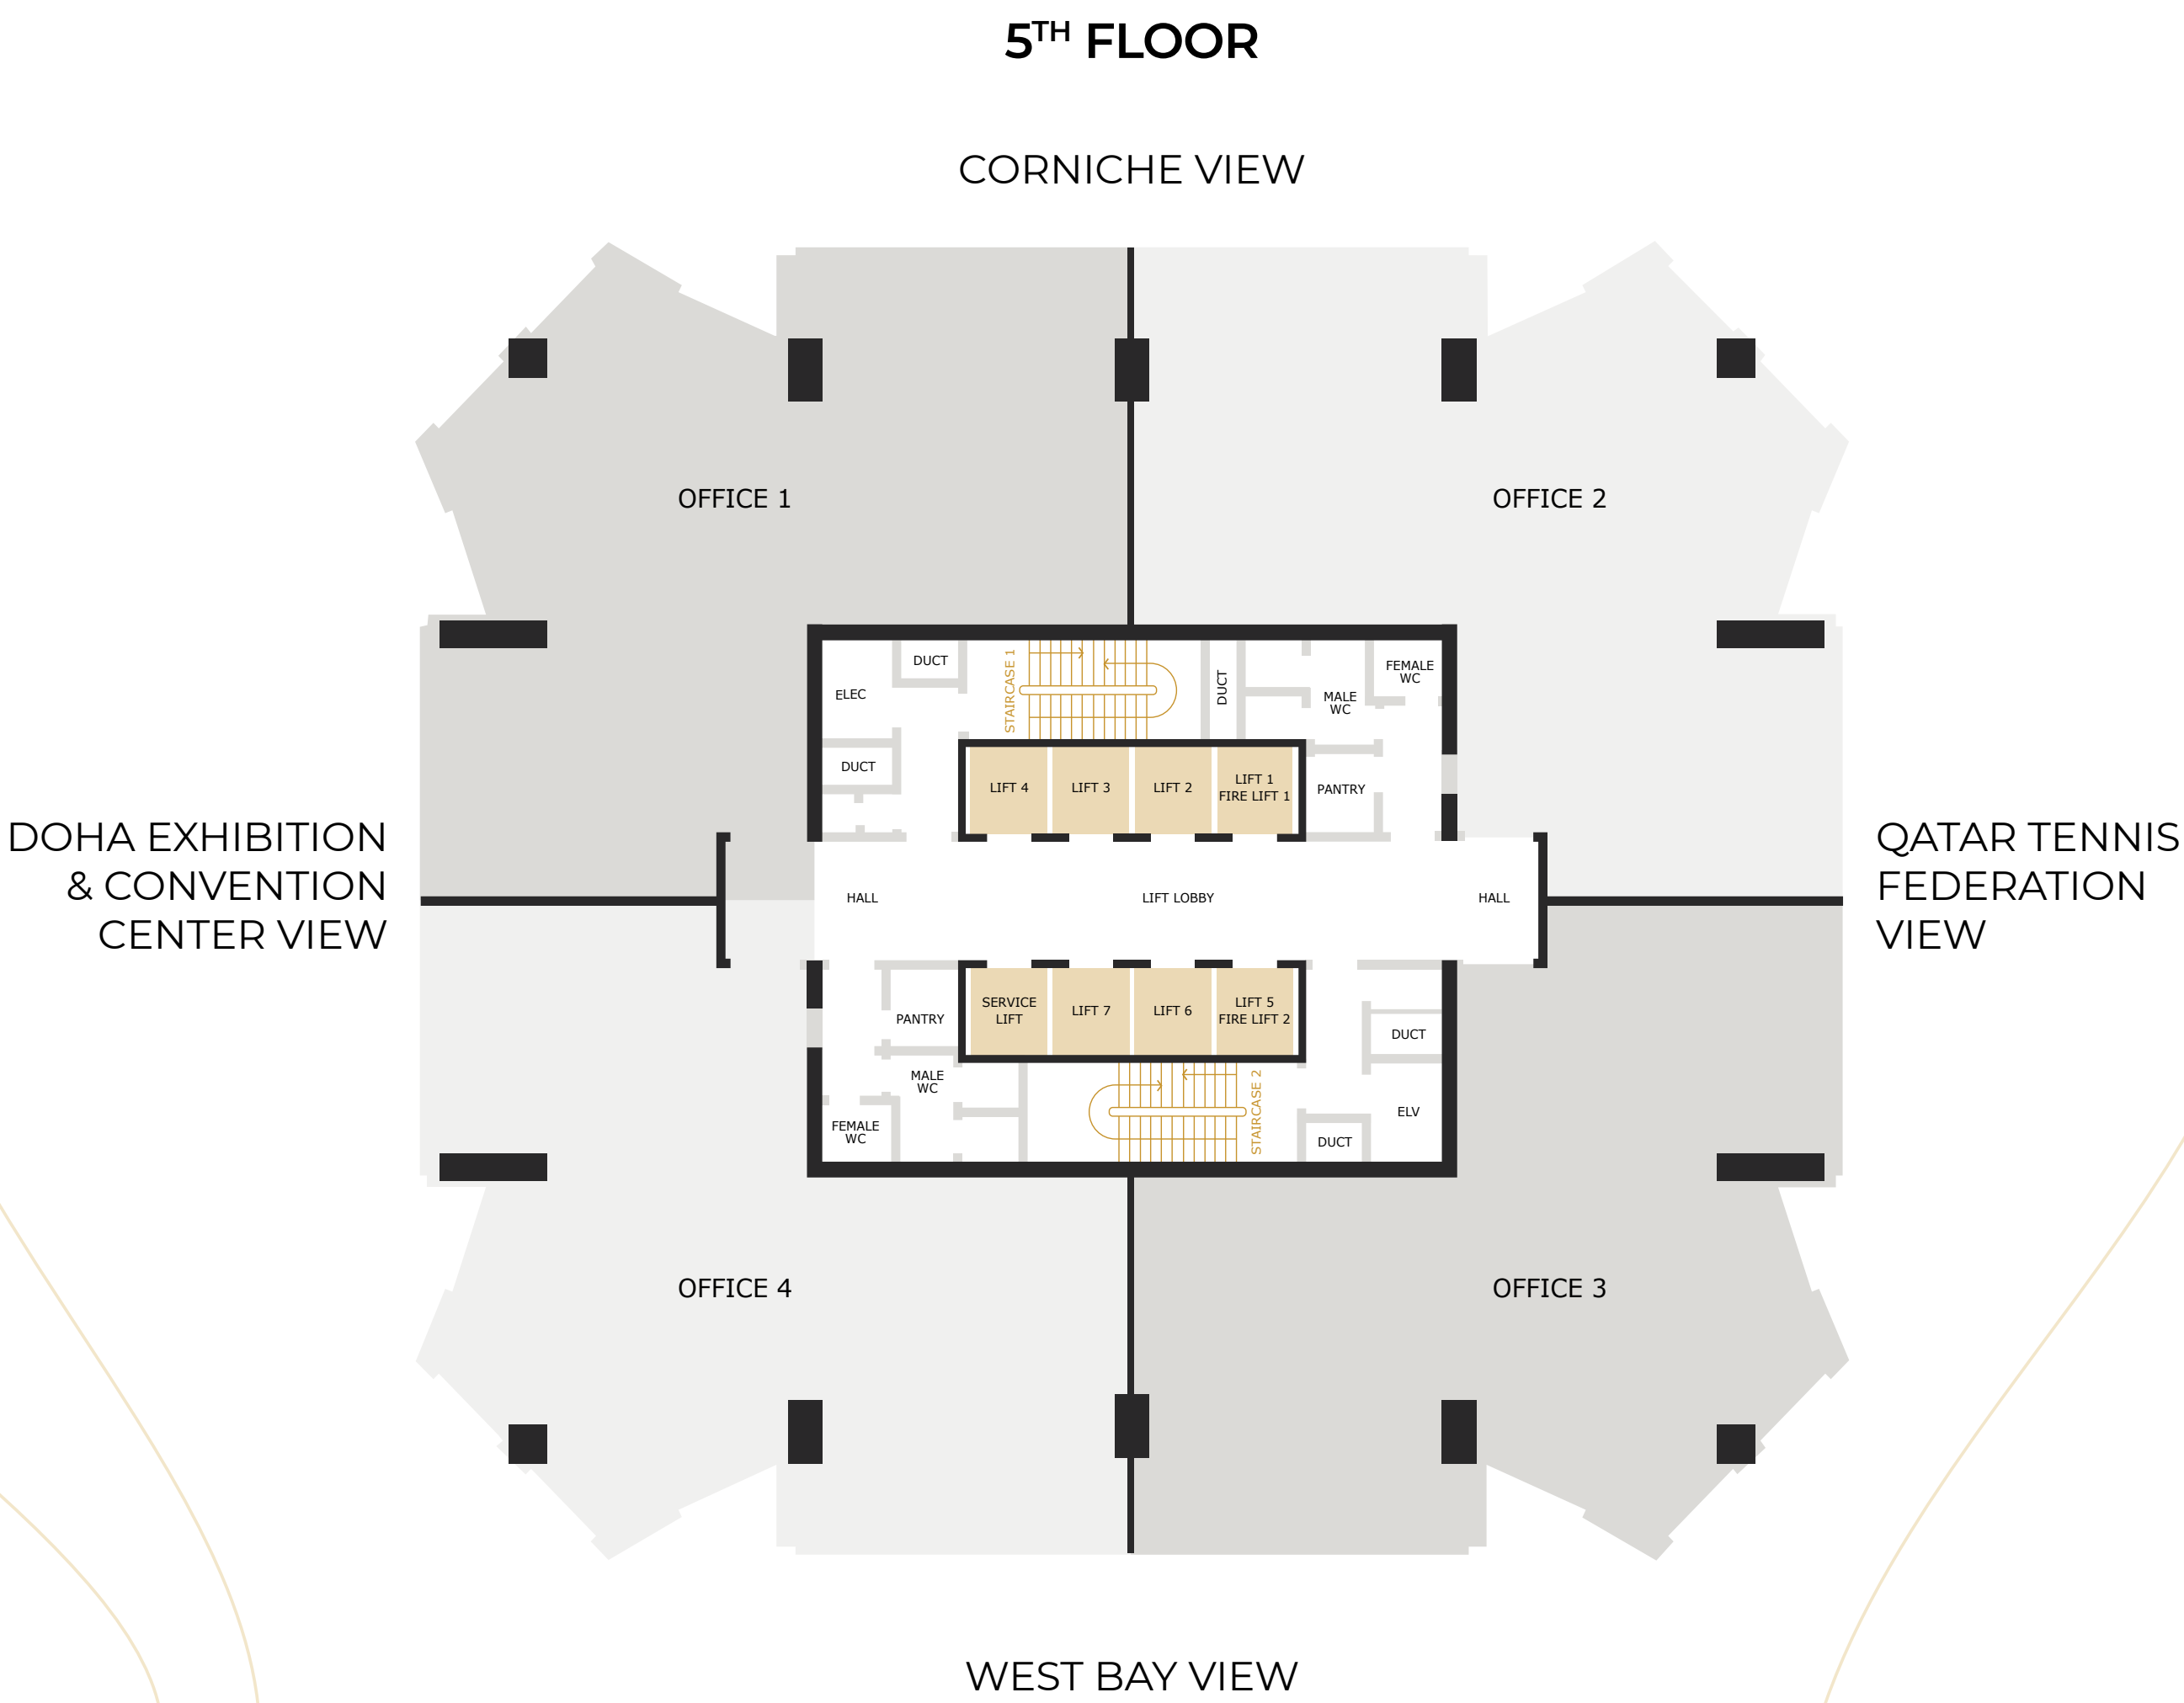 5TH FLOOR
CORNICHE VIEW
OFFICE 1
OFFICE 2
DUCT
ELEC
STAIRCASE 1
DUCT
MALE
WC
FEMALE
WC
DUCT
LIFT 4
LIFT 3
LIFT 2
LIFT 1
FIRE LIFT 1
PANTRY
DOHA EXHIBITION
& CONVENTION
CENTER VIEW
HALL
LIFT LOBBY
HALL
QATAR TENNIS
FEDERATION
VIEW
PANTRY
SERVICE
LIFT
LIFT 7
LIFT 6
LIFT 5
FIRE LIFT 2
DUCT
MALE
WC
FEMALE
WC
STAIRCASE 2
DUCT
ELV
OFFICE 4
OFFICE 3
WEST BAY VIEW